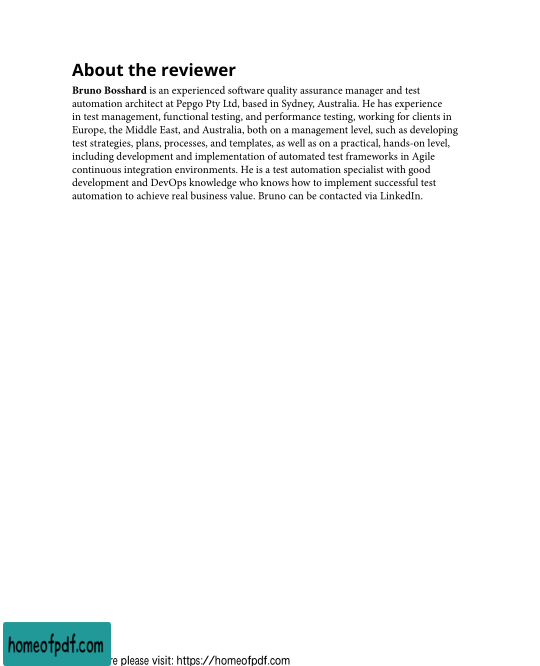 About the reviewer
Bruno Bosshard is an experienced software quality assurance manager and test
automation architect at Pepgo Pty Ltd, based in Sydney, Australia. He has experience
in test management, functional testing, and performance testing, working for clients in
Europe, the Middle East, and Australia, both on a management level, such as developing
test strategies, plans, processes, and templates, as well as on a practical, hands-on level,
including development and implementation of automated test frameworks in Agile
continuous integration environments. He is a test automation specialist with good
development and DevOps knowledge who knows how to implement successful test
automation to achieve real business value. Bruno can be contacted via LinkedIn.
homeofpdf.com
please visit: https://homeofpdf.com